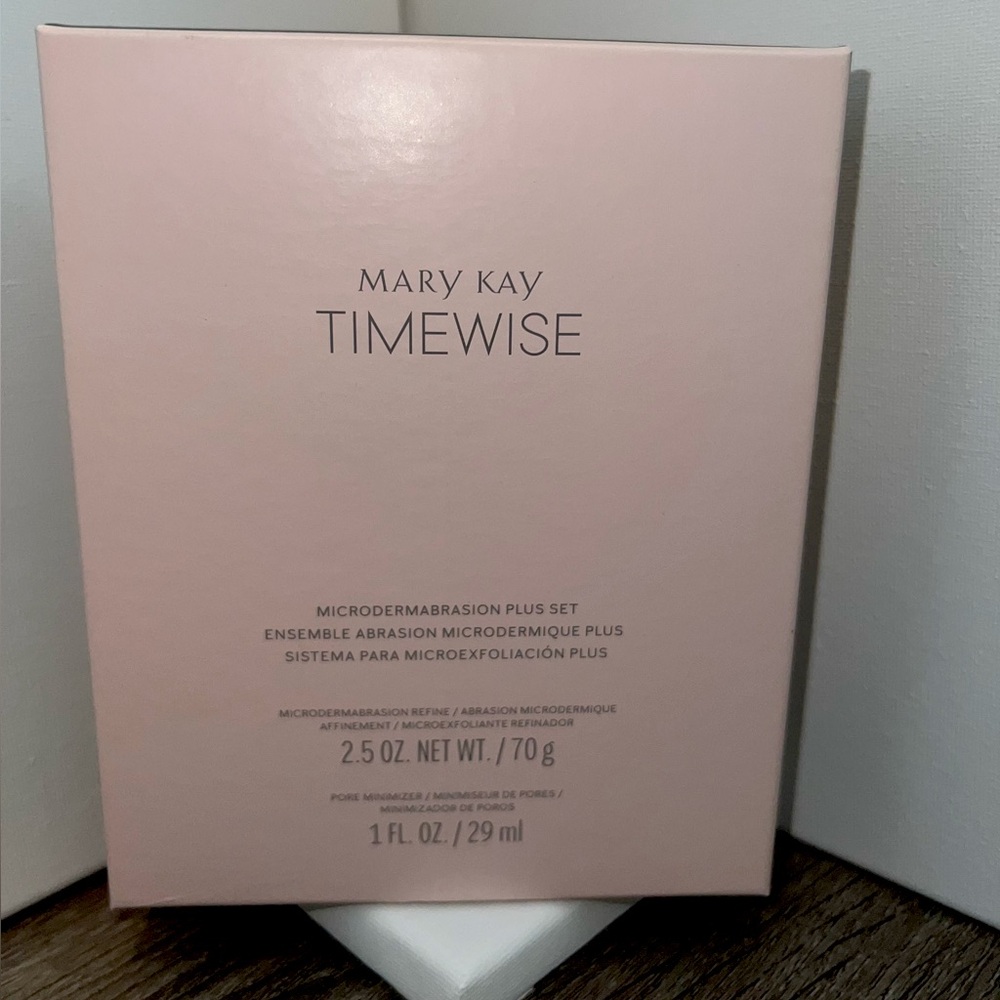 MARY KAY
TIMEWISE
MICRODERMABRASION PLUS SET
ENSEMBLE ABRASION MICRODERMIQUE PLUS
SISTEMA PARA MICROEXFOLIACIÓN PLUS
MICRODERMABRASION REFINE / ABRASION MICRODERMIQUE
AFFINEMENT / MICROEXFOLIANTE REFINADOR
2.5 OZ. NET WT. / 70 g
PORE MINIMIZER / MINIMISEUR DE PORES /
MINIMIZADOR DE POROS
1 FL. OZ. / 29 ml